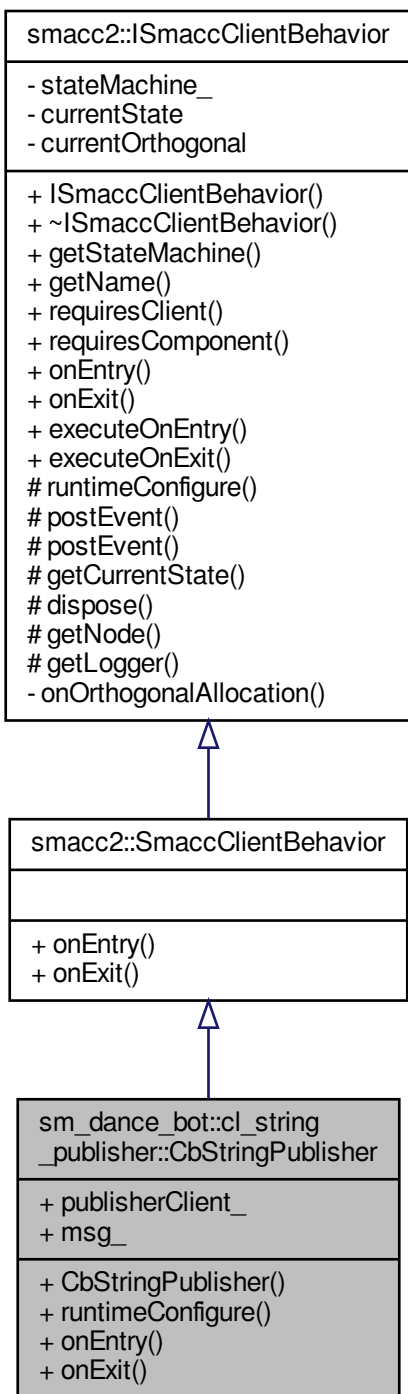 smacc2::ISmaccClientBehavior
- stateMachine_
- currentState
- currentOrthogonal
+ ISmaccClientBehavior()
+ ~ISmaccClientBehavior()
+ getStateMachine()
+ getName()
+ requiresClient()
+ requiresComponent()
+ onEntry()
+ onExit()
+ executeOnEntry()
+ executeOnExit()
# runtimeConfigure()
# postEvent()
# postEvent()
# getCurrentState()
# dispose()
# getNode()
# getLogger()
- onOrthogonalAllocation()
smacc2::SmaccClientBehavior
+ onEntry()
+ onExit()
sm_dance_bot::cl_string
_publisher::CbStringPublisher
+ publisherClient_
+ msg_
+ CbStringPublisher()
+ runtimeConfigure()
+ onEntry()
+ onExit()